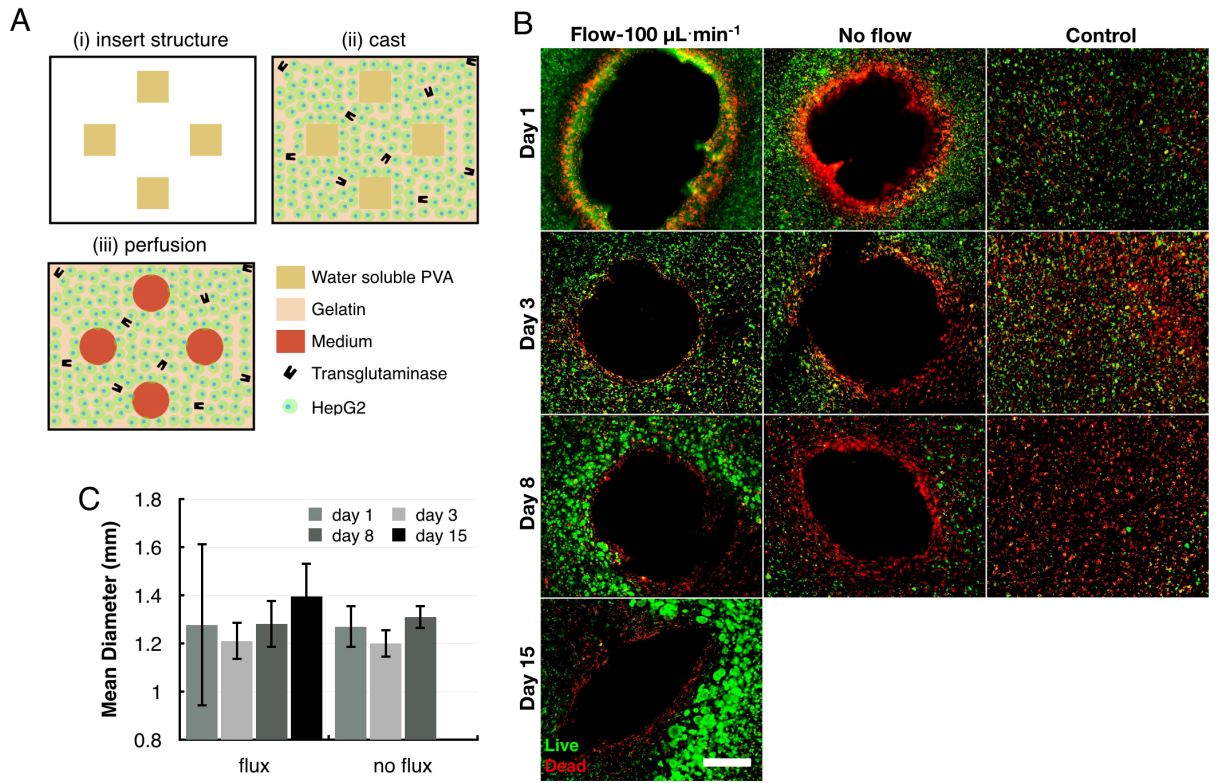 A
(i) insert structure
(ii) cast
(iii) perfusion
Water soluble PVA
Gelatin
Medium
Transglutaminase
HepG2
B
Flow-100 µL·min⁻¹
No flow
Control
Day 1
Day 3
Day 8
Day 15
Live
Dead
C
Mean Diameter (mm)
1.8
1.6
1.4
1.2
1
0.8
day 1
day 3
day 8
day 15
flux
no flux